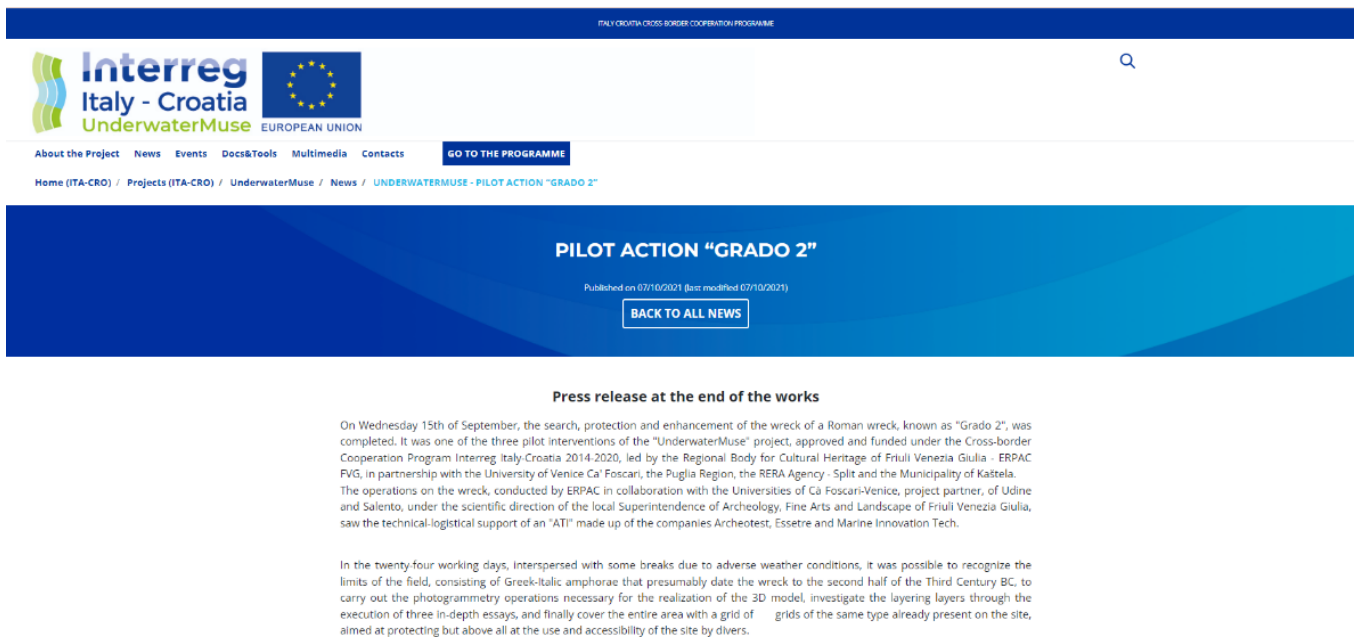 ITALY CROATIA CROSS-BORDER COOPERATION PROGRAMME
Interreg
Italy - Croatia
UnderwaterMuse
EUROPEAN UNION
About the Project News Events Docs&Tools Multimedia Contacts GO TO THE PROGRAMME
Home (ITA-CRO) / Projects (ITA-CRO) / UnderwaterMuse / News / UNDERWATERMUSE - PILOT ACTION "GRADO 2"
PILOT ACTION “GRADO 2”
Published on 07/10/2021 (last modified 07/10/2021)
BACK TO ALL NEWS
Press release at the end of the works
On Wednesday 15th of September, the search, protection and enhancement of the wreck of a Roman wreck, known as "Grado 2", was
completed. It was one of the three pilot interventions of the "UnderwaterMuse" project, approved and funded under the Cross-border
Cooperation Program Interreg Italy-Croatia 2014-2020, led by the Regional Body for Cultural Heritage of Friuli Venezia Giulia - ERPAC
FVG, in partnership with the University of Venice Ca' Foscari, the Puglia Region, the RERA Agency - Split and the Municipality of Kaštela.
The operations on the wreck, conducted by ERPAC in collaboration with the Universities of Cà Foscari-Venice, project partner, of Udine
and Salento, under the scientific direction of the local Superintendence of Archeology, Fine Arts and Landscape of Friuli Venezia Giulia,
saw the technical-logistical support of an "ATI" made up of the companies Archeotest, Essetre and Marine Innovation Tech.
In the twenty-four working days, interspersed with some breaks due to adverse weather conditions, it was possible to recognize the
limits of the field, consisting of Greek-Italic amphorae that presumably date the wreck to the second half of the Third Century BC, to
carry out the photogrammetry operations necessary for the realization of the 3D model, investigate the layering layers through the
execution of three in-depth essays, and finally cover the entire area with a grid of grids of the same type already present on the site,
aimed at protecting but above all at the use and accessibility of the site by divers.